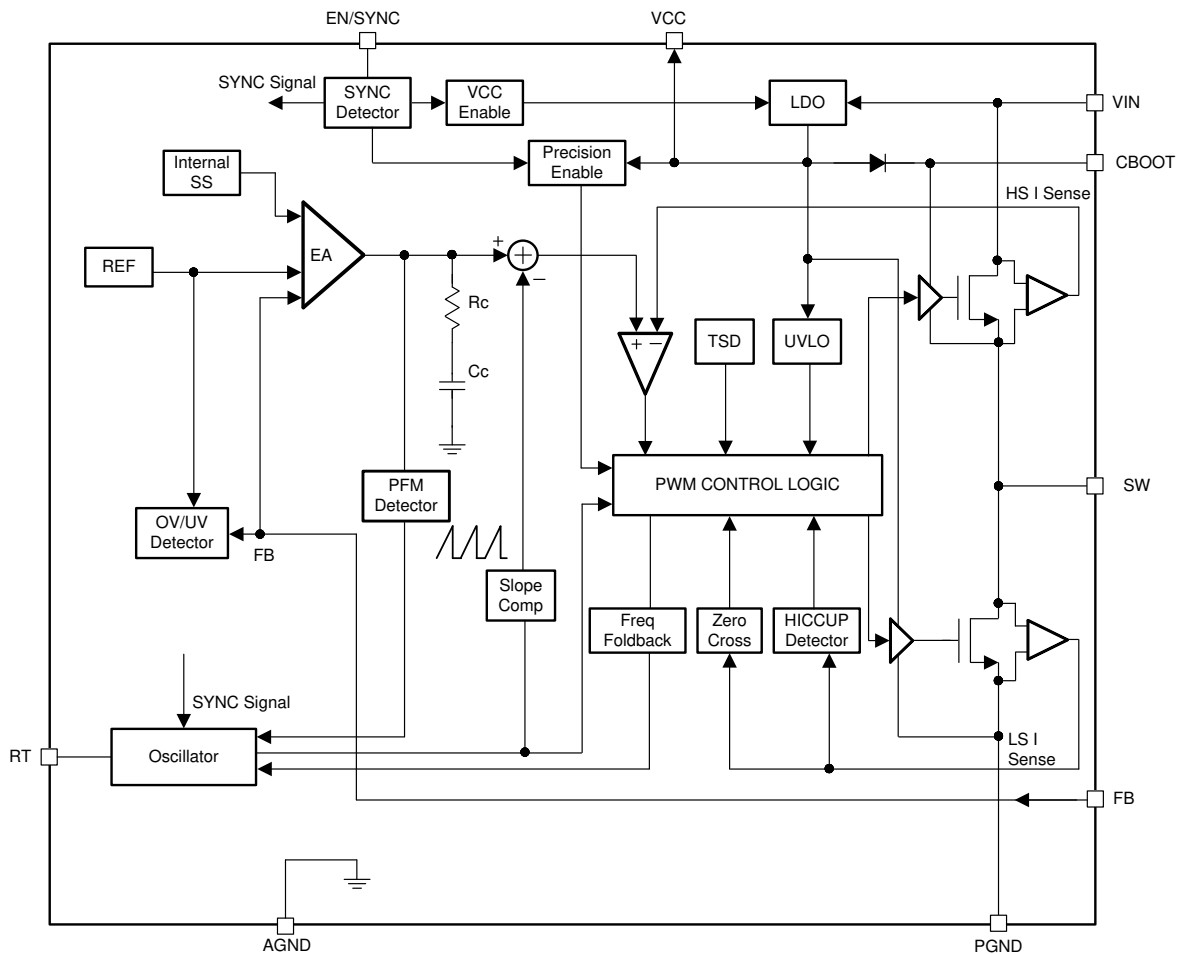 EN/SYNC
VCC
SYNC Signal
SYNC
Detector
VCC
Enable
LDO
VIN
Internal
SS
Precision
Enable
CBOOT
HS I Sense
EA
+
+
−
REF
Rc
+ −
TSD
UVLO
Cc
PFM
Detector
PWM CONTROL LOGIC
SW
OV/UV
Detector
FB
Slope
Comp
Freq
Foldback
Zero
Cross
HICCUP
Detector
SYNC Signal
RT
Oscillator
LS I
Sense
FB
AGND
PGND